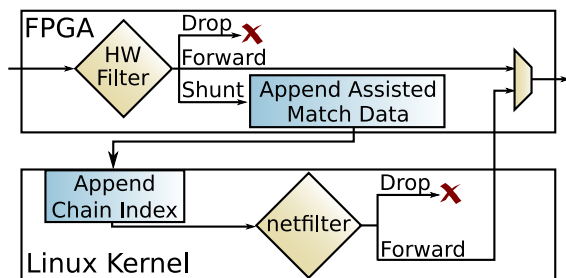 FPGA
HW
Filter
Drop
Forward
Shunt
Append Assisted
Match Data
Append
Chain Index
netfilter
Drop
Forward
Linux Kernel